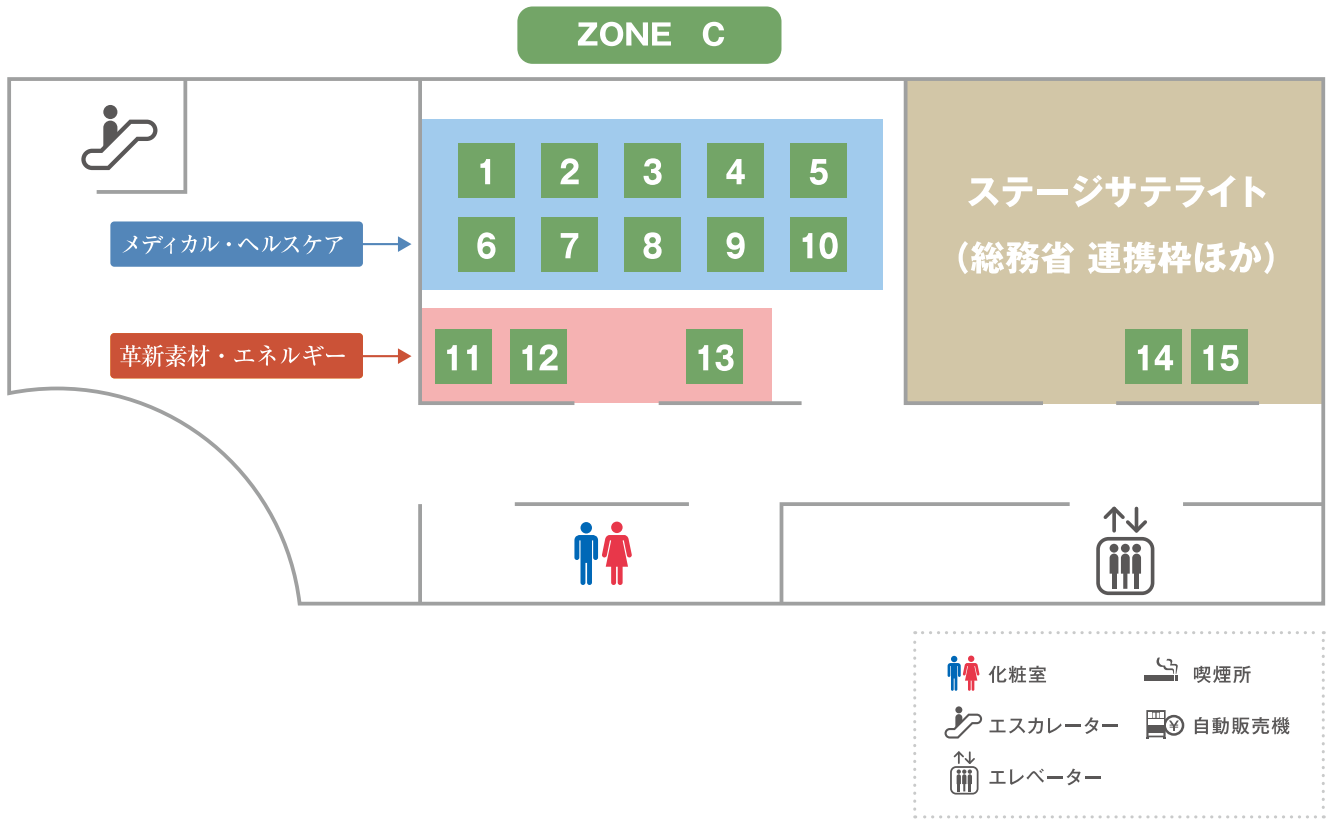 ZONE C
1 2 3 4 5
メディカル・ヘルスケア
6 7 8 9 10
ステージサテライト
(総務省 連携枠ほか)
革新素材・エネルギー
11 12 13
14 15
化粧室
喫煙所
エスカレーター
¥
自動販売機
エレベーター